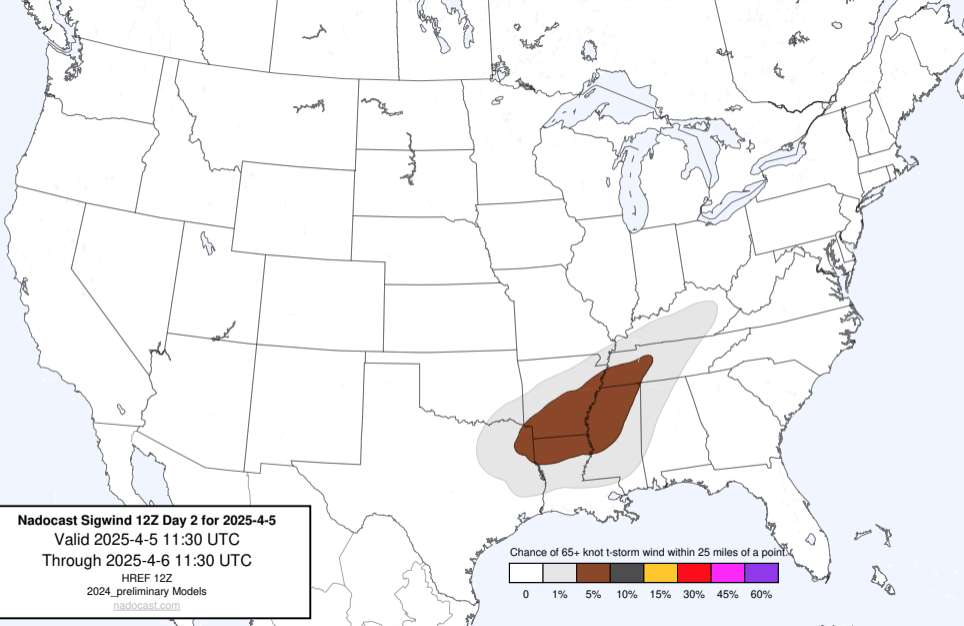 Nadocast Sigwind 12Z Day 2 for 2025-4-5
Valid 2025-4-5 11:30 UTC
Through 2025-4-6 11:30 UTC
HREF 12Z
2024_preliminary Models
nadocast.com
Chance of 65+ knot t-storm wind within 25 miles of a point.
0 1% 5% 10% 15% 30% 45% 60%